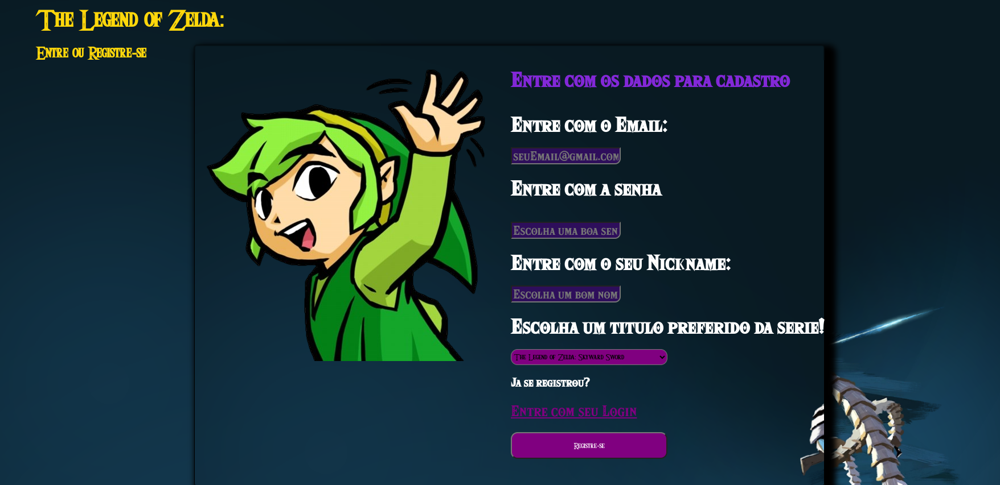 The Legend of Zelda:
Entre ou Registre-se
Entre com os dados para cadastro
Entre com o Email:
seuEmail@gmail.com
Entre com a senha
Escolha uma boa sen
Entre com o seu Nickname:
Escolha um bom nom
Escolha um titulo preferido da serie!
The Legend of Zelda: Skyward Sword
Ja se registrou?
Entre com seu Login
Registre-se